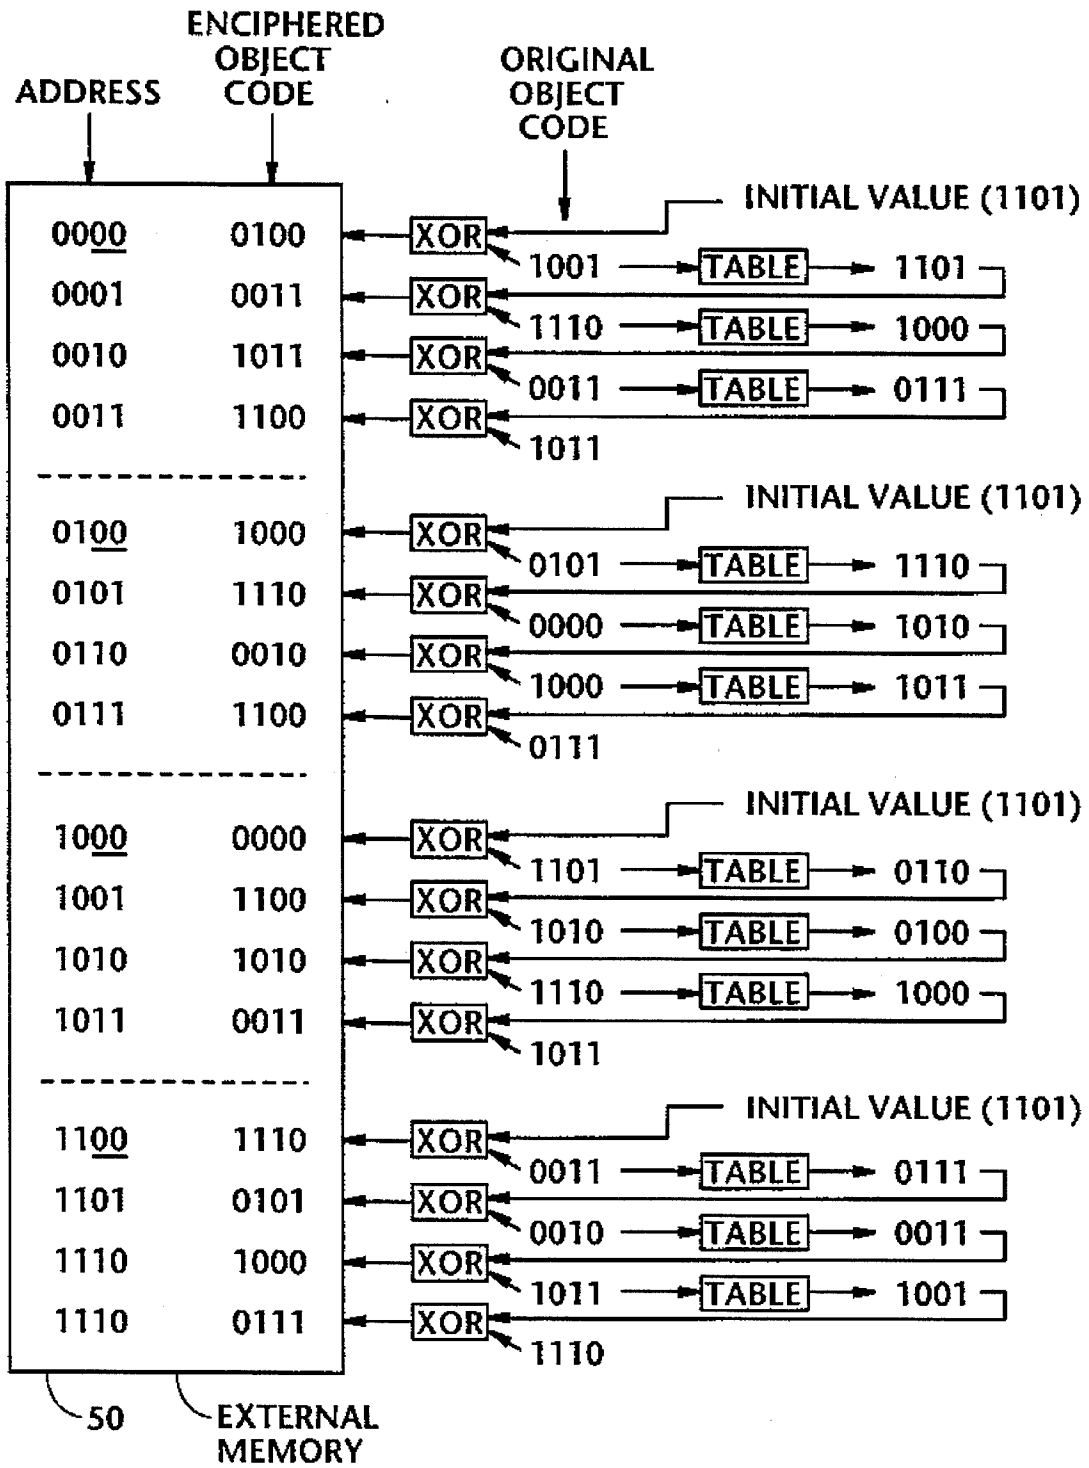 ENCIPHERED
OBJECT
CODE
ADDRESS
ORIGINAL
OBJECT
CODE
INITIAL VALUE (1101)
0000 0100 XOR
1001 TABLE 1101
0001 0011 XOR
1110 TABLE 1000
0010 1011 XOR
0011 TABLE 0111
0011 1100 XOR
1011
INITIAL VALUE (1101)
0100 1000 XOR
0101 TABLE 1110
0101 1110 XOR
0000 TABLE 1010
0110 0010 XOR
1000 TABLE 1011
0111 1100 XOR
0111
INITIAL VALUE (1101)
1000 0000 XOR
1101 TABLE 0110
1001 1100 XOR
1010 TABLE 0100
1010 1010 XOR
1110 TABLE 1000
1011 0011 XOR
1011
INITIAL VALUE (1101)
1100 1110 XOR
0011 TABLE 0111
1101 0101 XOR
0010 TABLE 0011
1110 1000 XOR
1011 TABLE 1001
1110 0111 XOR
1110
50
EXTERNAL
MEMORY